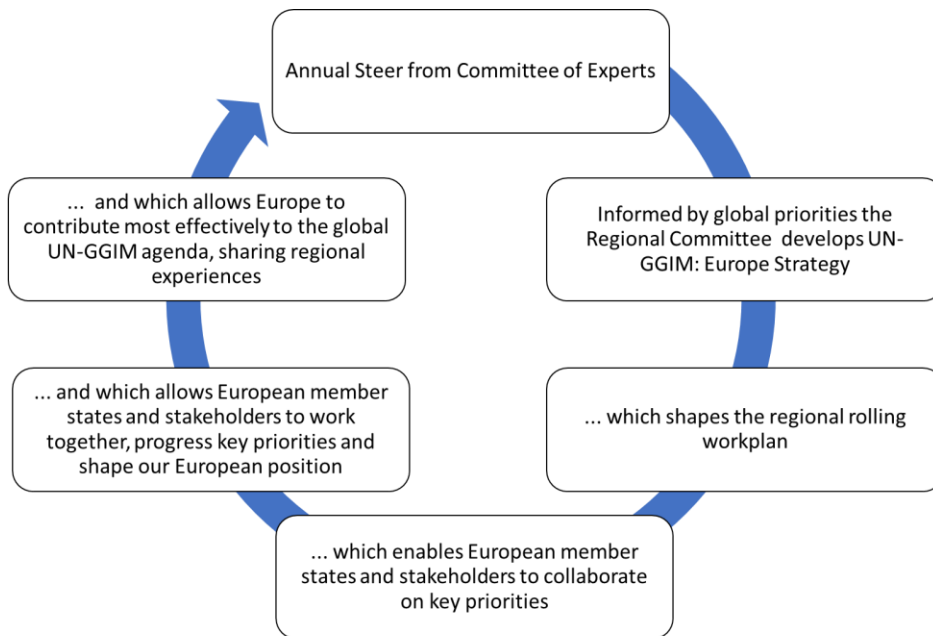 Annual Steer from Committee of Experts
Informed by global priorities the
Regional Committee develops UN-
GGIM: Europe Strategy
... which shapes the regional rolling
workplan
... which enables European member
states and stakeholders to collaborate
on key priorities
... and which allows European member
states and stakeholders to work
together, progress key priorities and
shape our European position
... and which allows Europe to
contribute most effectively to the global
UN-GGIM agenda, sharing regional
experiences